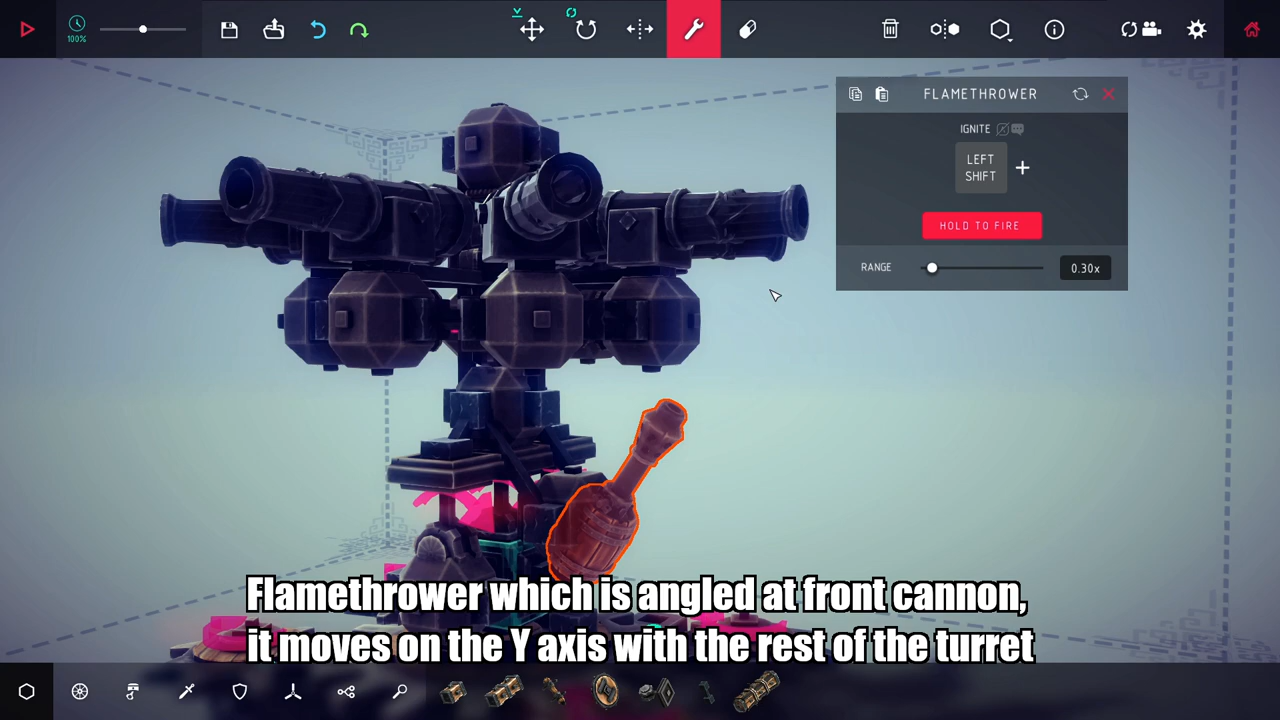 100%
FLAMETHROWER
IGNITE
LEFT
SHIFT
HOLD TO FIRE
RANGE
0.30x
Flamethrower which is angled at front cannon,
it moves on the Y axis with the rest of the turret